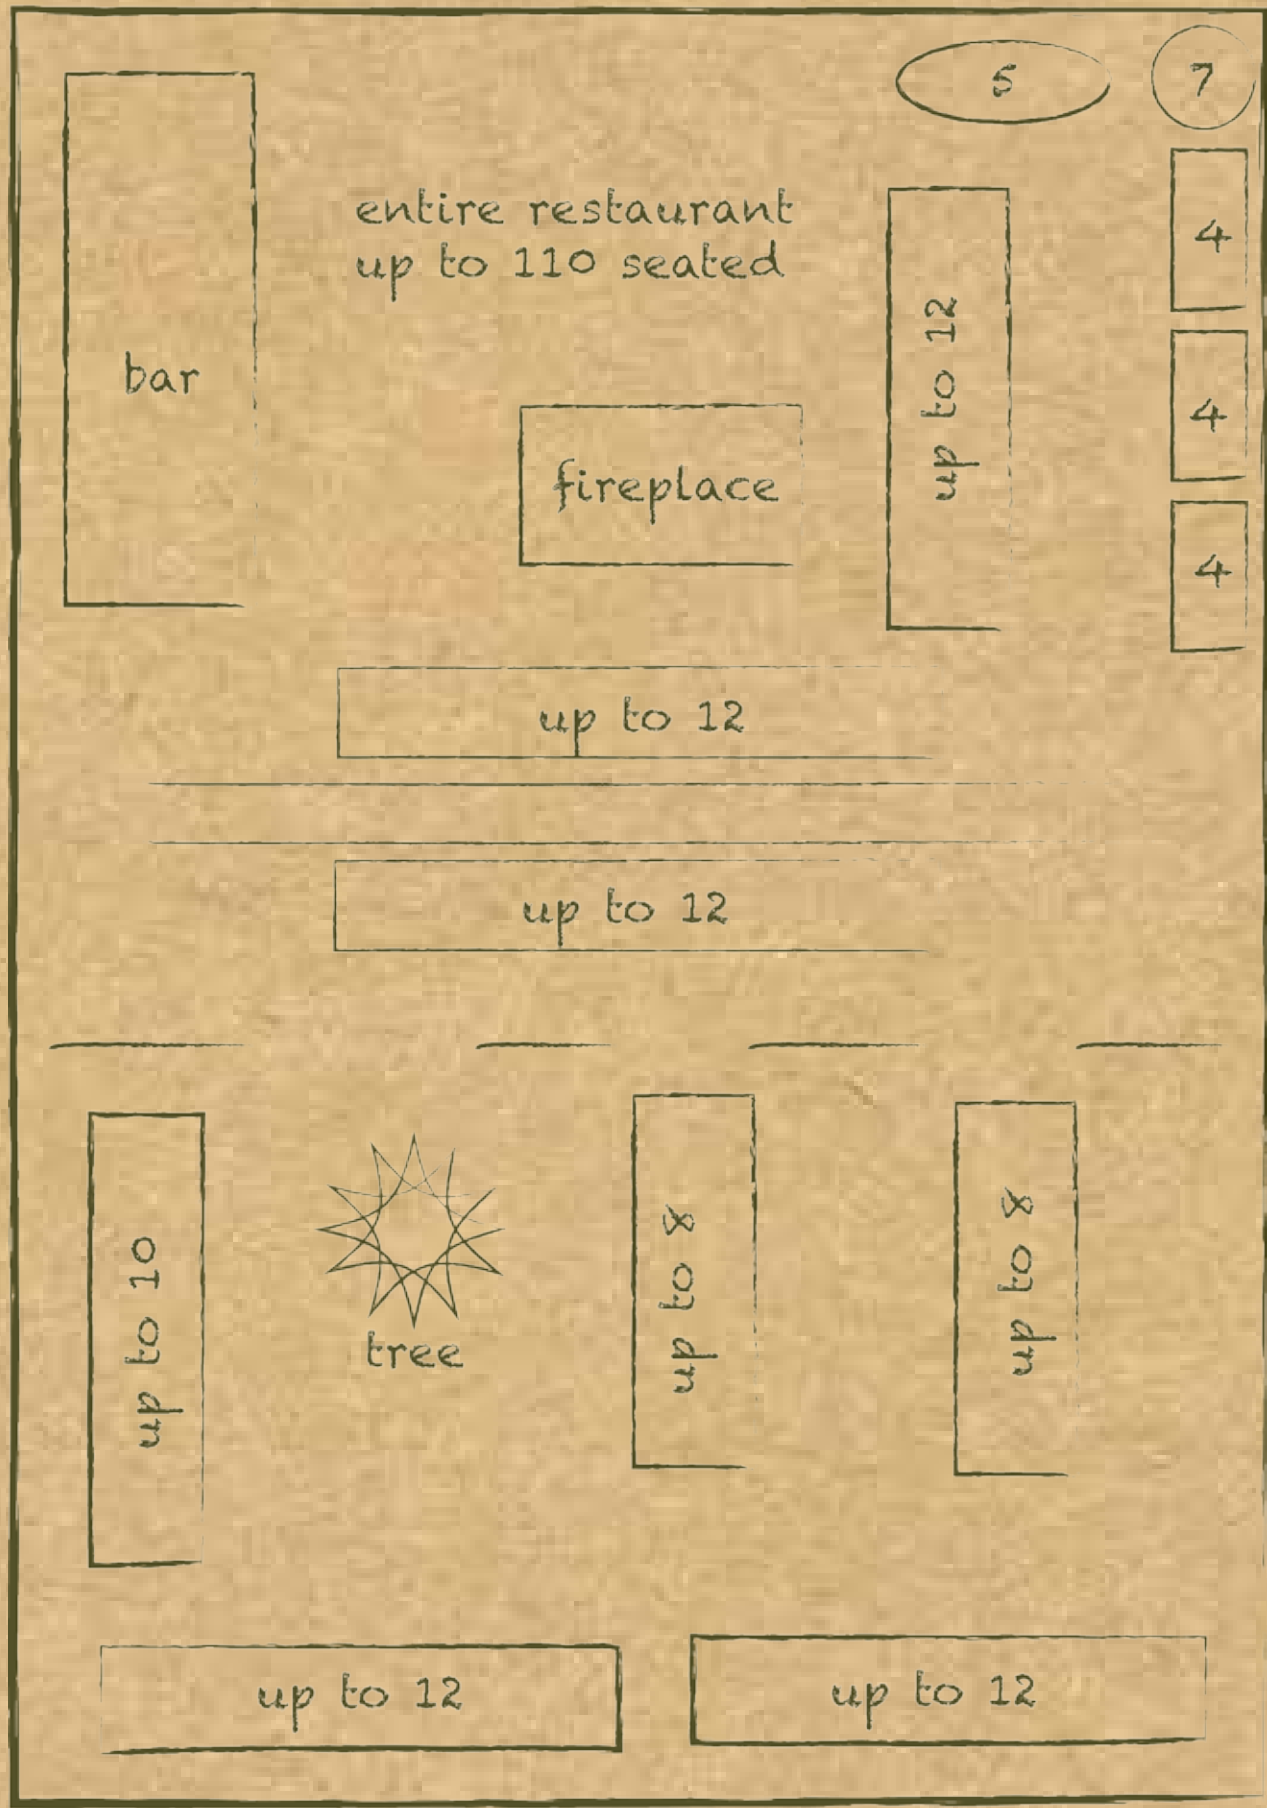 5
7
entire restaurant
up to 110 seated
4
up to 12
bar
4
fireplace
4
up to 12
up to 12
up to 10
tree
up to 8
up to 8
up to 12
up to 12